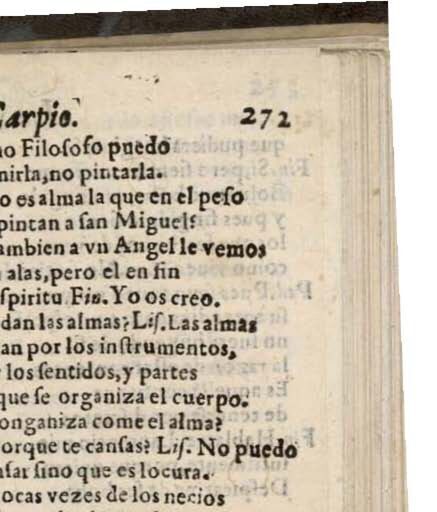 Carpio. 272
no Filosofo puedo
nirla, no pintarla.
o es alma la que en el peso
pintan a san Miguel?
ambien a vn Angel le vemos
alas, pero el en fin
spiritu Fin. Yo os creo.
dan las almas? Lis. Las almas
an por los instrumentos,
los sentidos, y partes
que se organiza el cuerpo.
onganiza come el alma?
orque te cansas? Lis. No puedo
nsar sino que es locura.
ocas vezes de los necios